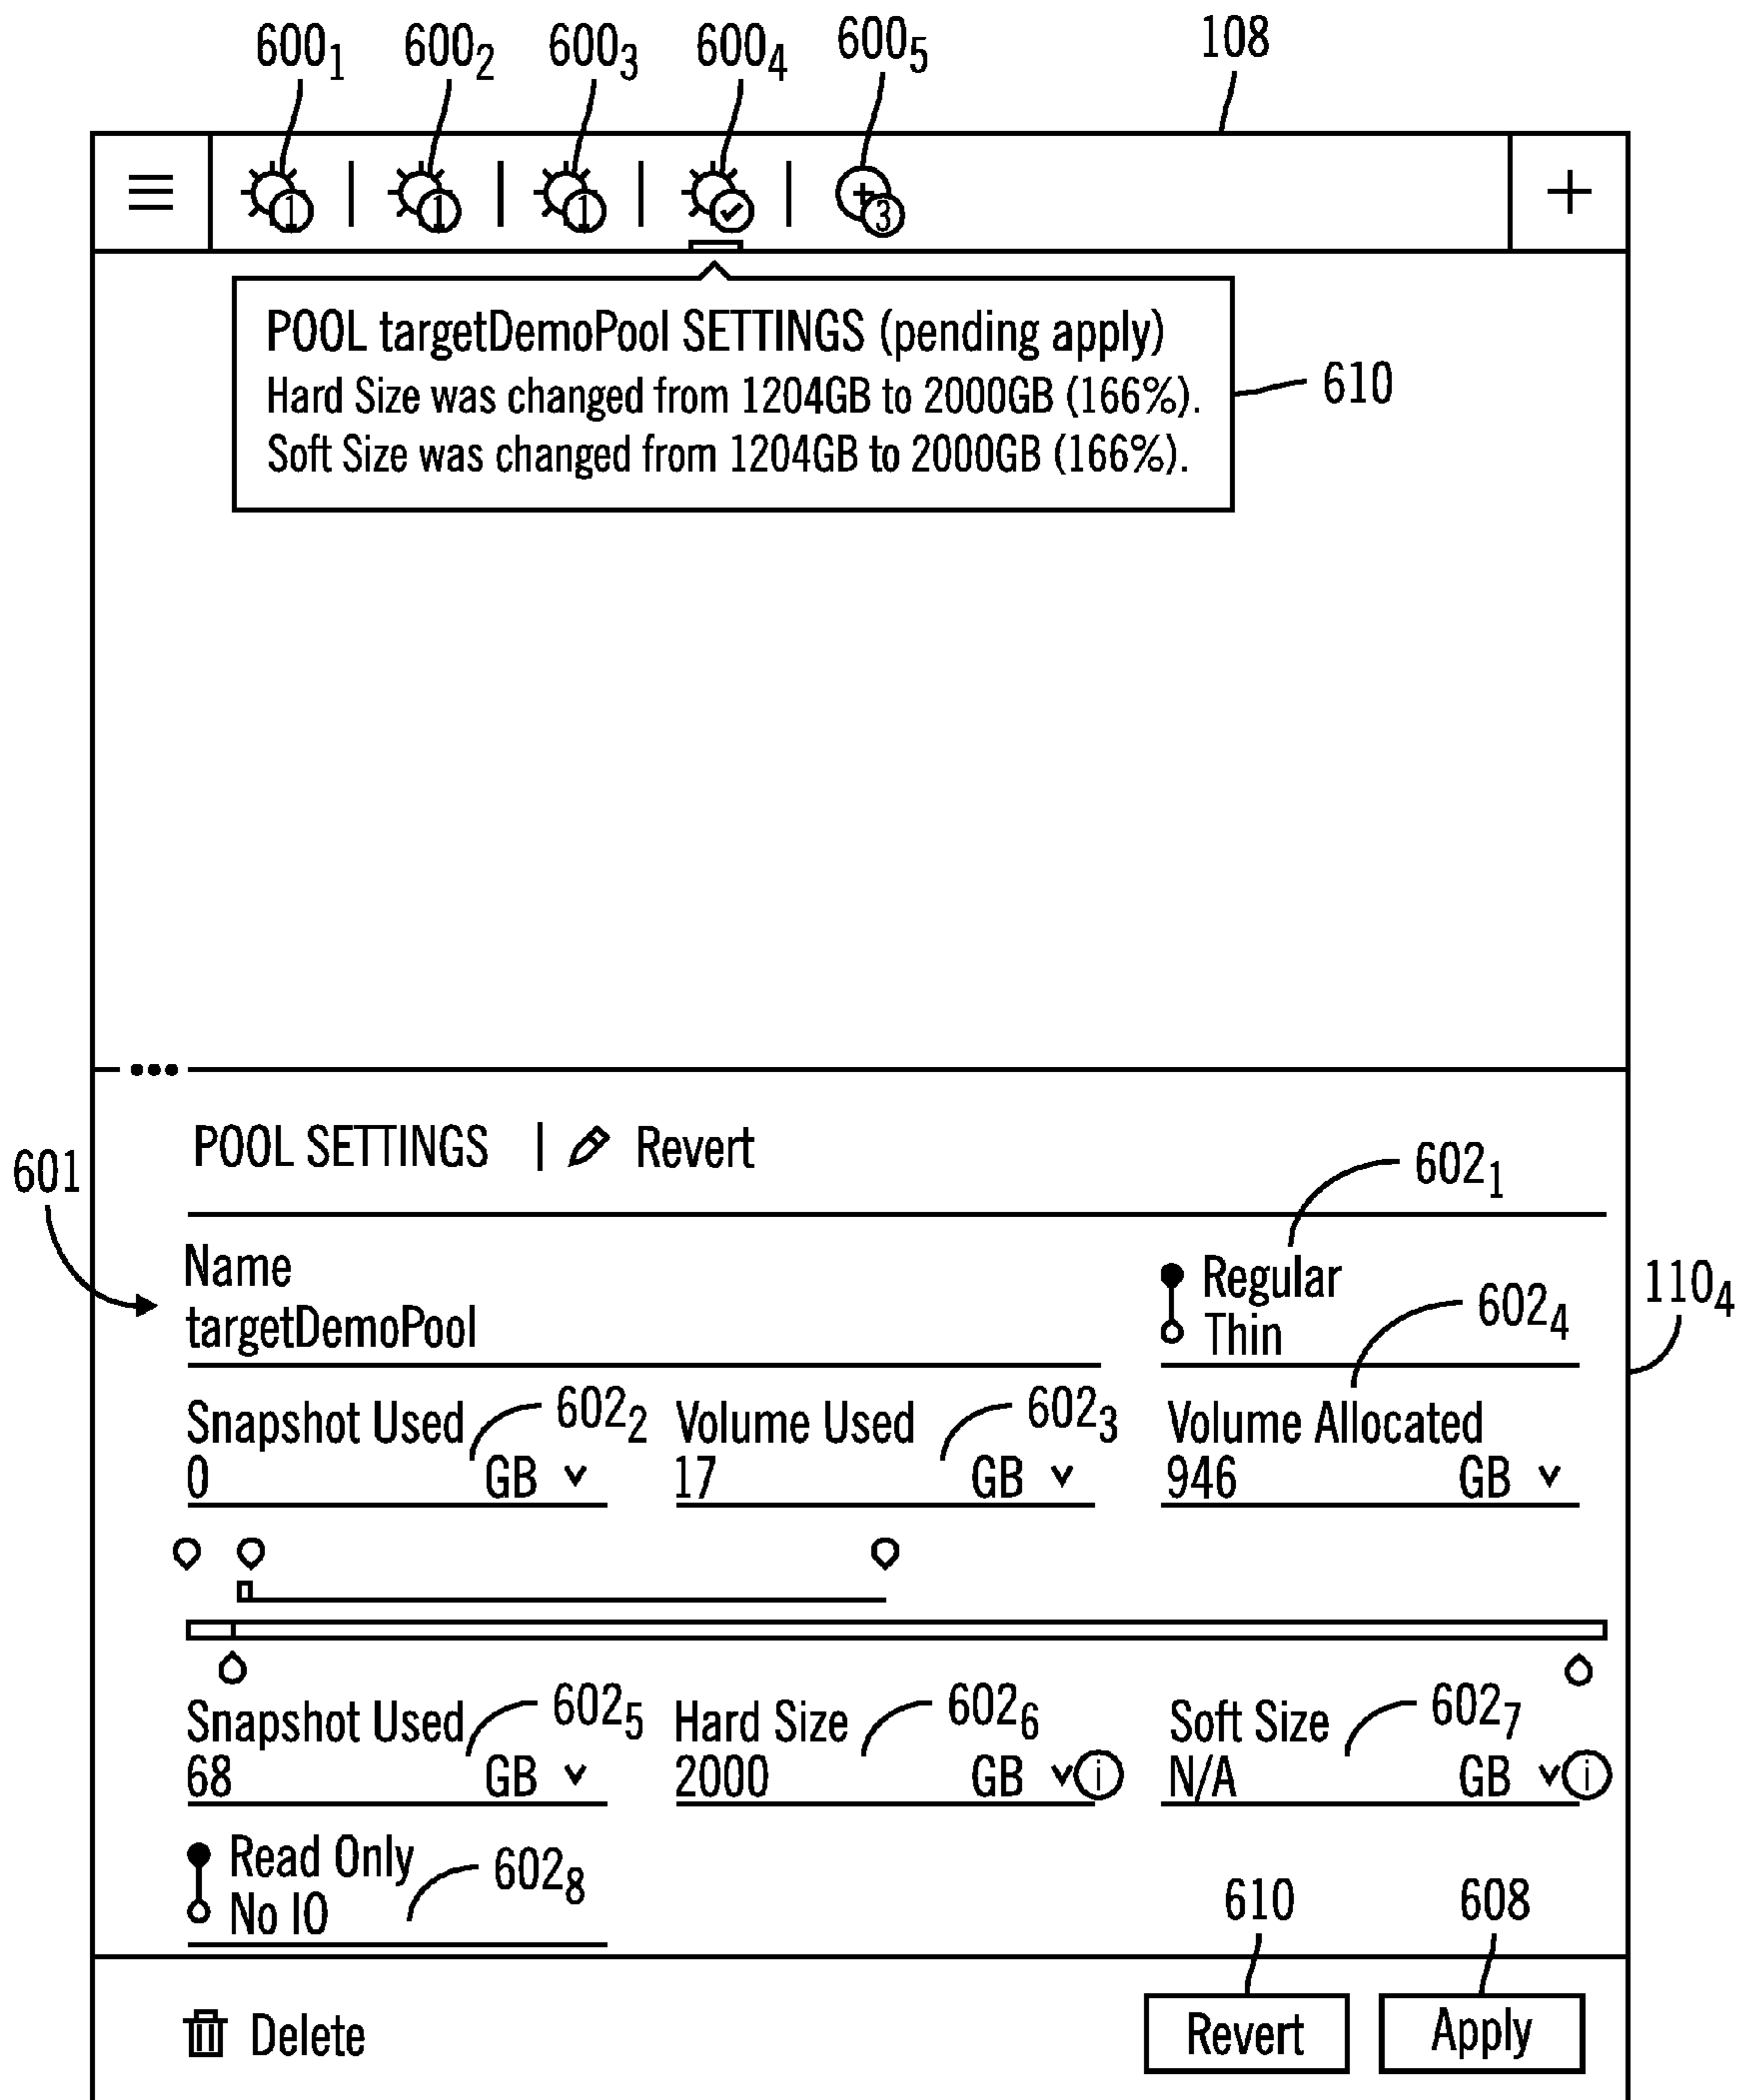 600₁ 600₂ 600₃ 600₄ 600₅ 108
1 1 1 3
POOL targetDemoPool SETTINGS (pending apply)
Hard Size was changed from 1204GB to 2000GB (166%).
Soft Size was changed from 1204GB to 2000GB (166%).
610
POOL SETTINGS | Revert
601
602₁
Name
targetDemoPool
Regular
Thin
602₄
110₄
Snapshot Used 602₂ Volume Used 602₃ Volume Allocated
0 GB 17 GB 946 GB
Snapshot Used 602₅ Hard Size 602₆ Soft Size 602₇
68 GB 2000 GB i N/A GB i
Read Only
No IO
602₈
610 608
Delete Revert Apply